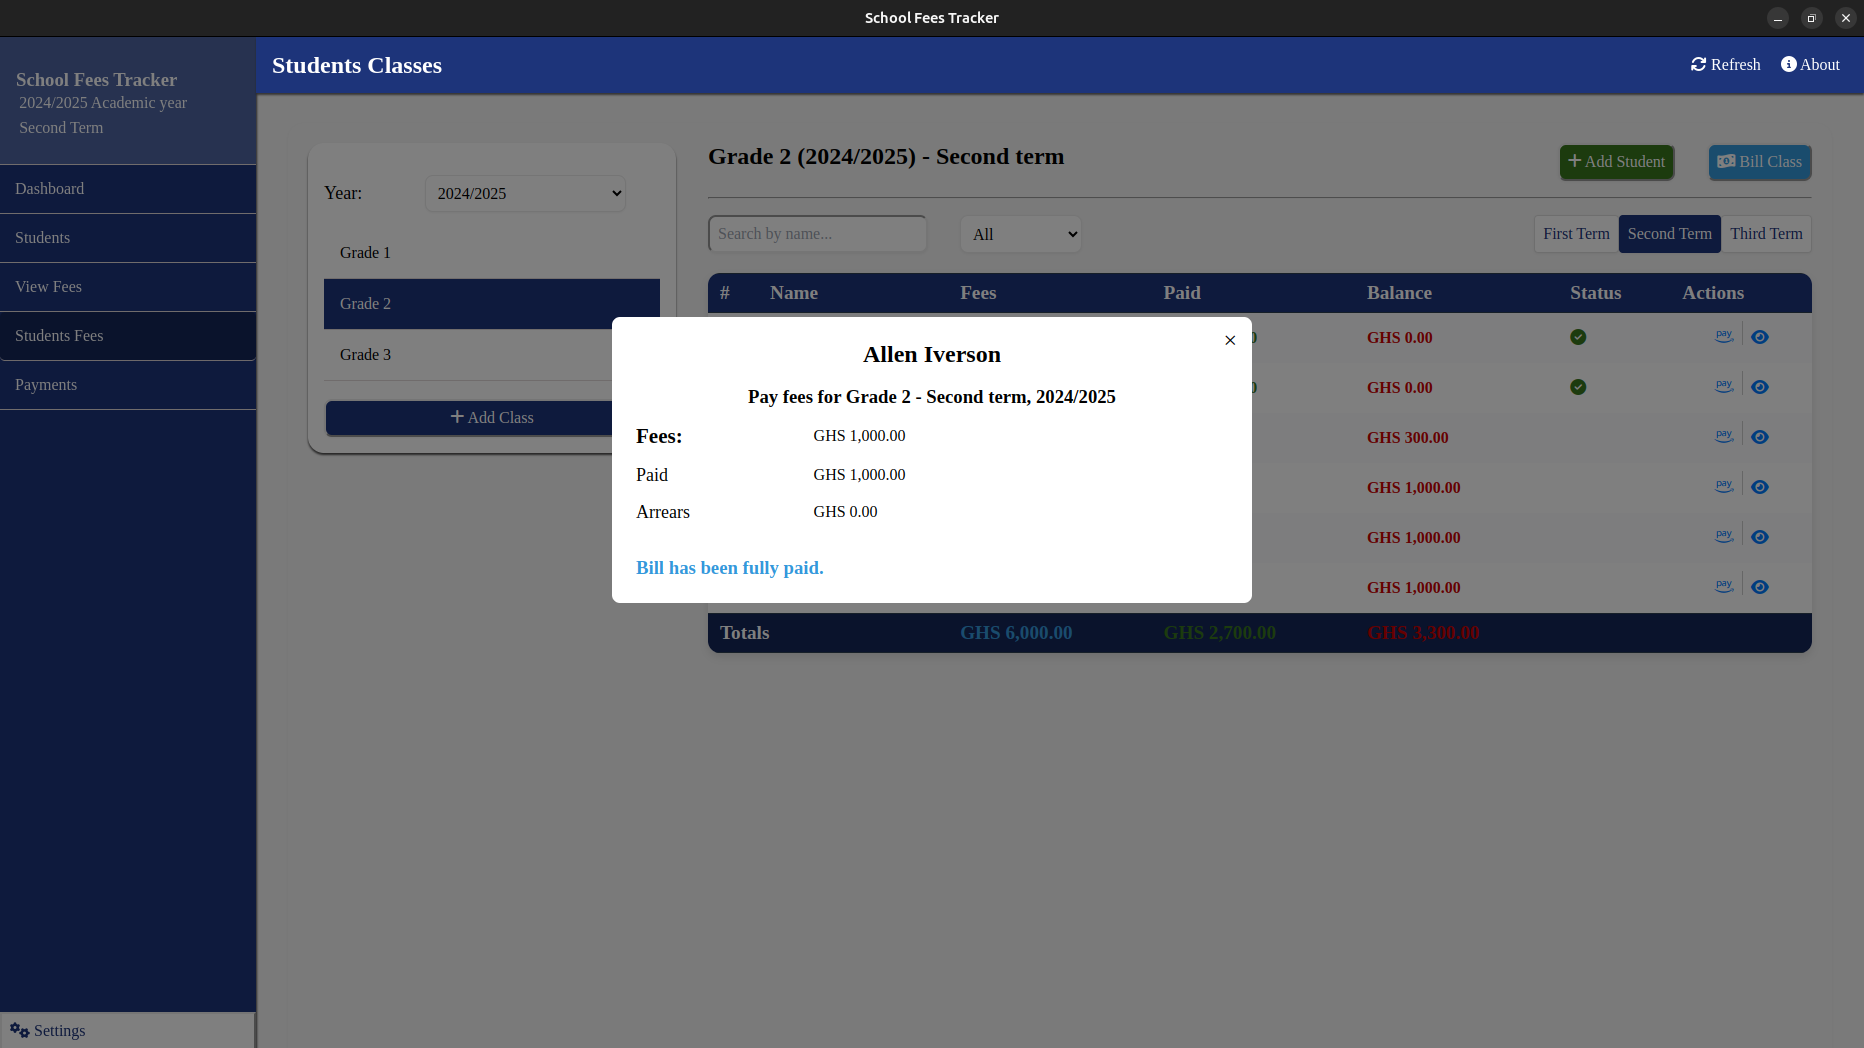 School Fees Tracker
School Fees Tracker
2024/2025 Academic year
Second Term
Dashboard
Students
View Fees
Students Fees
Payments
Settings
Students Classes
Refresh
About
Year:
2024/2025
Grade 1
Grade 2
Grade 3
Add Class
Grade 2 (2024/2025) - Second term
Add Student
Bill Class
Search by name...
All
First Term
Second Term
Third Term
# Name Fees Paid Balance Status Actions
GHS 0.00 pay
GHS 0.00 pay
GHS 300.00 pay
GHS 1,000.00 pay
GHS 1,000.00 pay
GHS 1,000.00 pay
Totals GHS 6,000.00 GHS 2,700.00 GHS 3,300.00
Allen Iverson
Pay fees for Grade 2 - Second term, 2024/2025
Fees: GHS 1,000.00
Paid GHS 1,000.00
Arrears GHS 0.00
Bill has been fully paid.